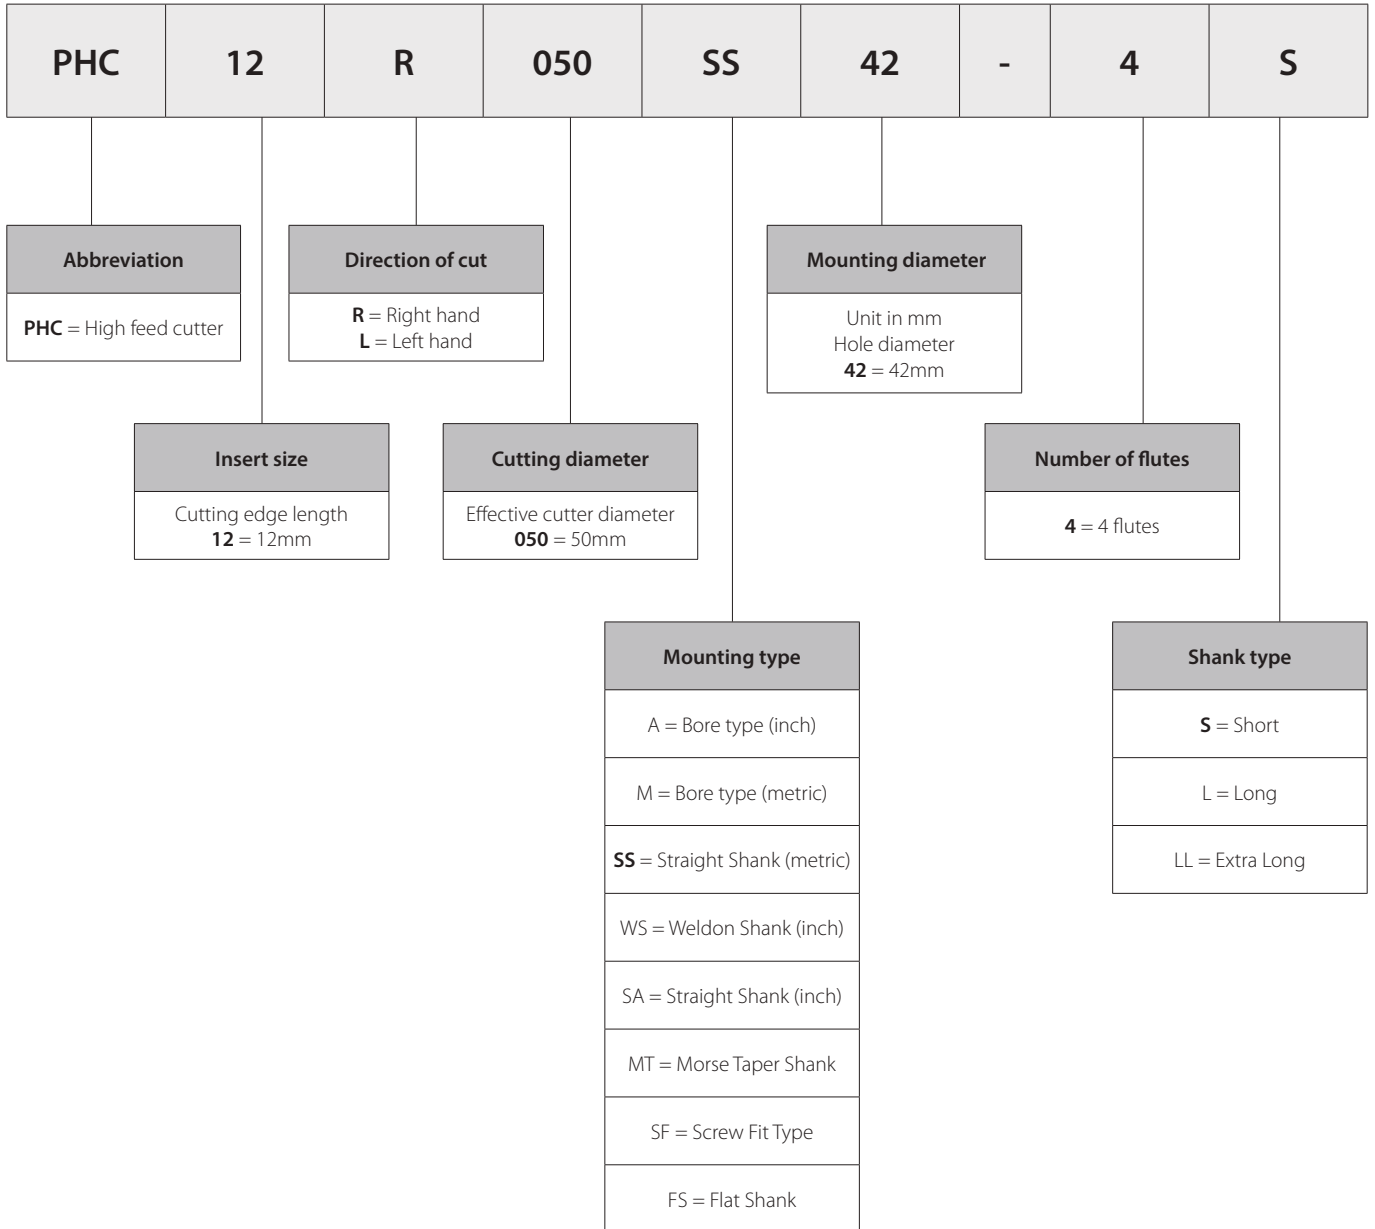 PHC 12 R 050 SS 42 - 4 S
Abbreviation
PHC = High feed cutter
Direction of cut
R = Right hand
L = Left hand
Mounting diameter
Unit in mm
Hole diameter
42 = 42mm
Insert size
Cutting edge length
12 = 12mm
Cutting diameter
Effective cutter diameter
050 = 50mm
Number of flutes
4 = 4 flutes
Mounting type
A = Bore type (inch)
M = Bore type (metric)
SS = Straight Shank (metric)
WS = Weldon Shank (inch)
SA = Straight Shank (inch)
MT = Morse Taper Shank
SF = Screw Fit Type
FS = Flat Shank
Shank type
S = Short
L = Long
LL = Extra Long